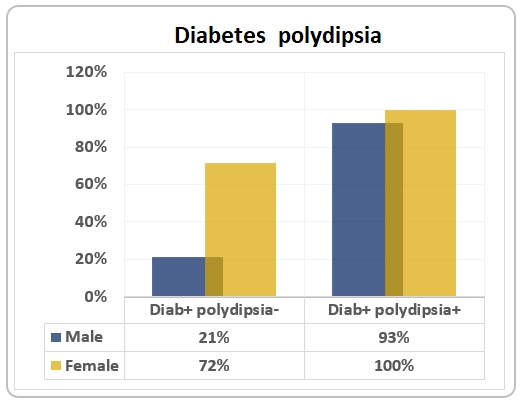 Diabetes polydipsia
120%
100%
80%
60%
40%
20%
0%
Diab+ polydipsia- Diab+ polydipsia+
Male 21% 93%
Female 72% 100%